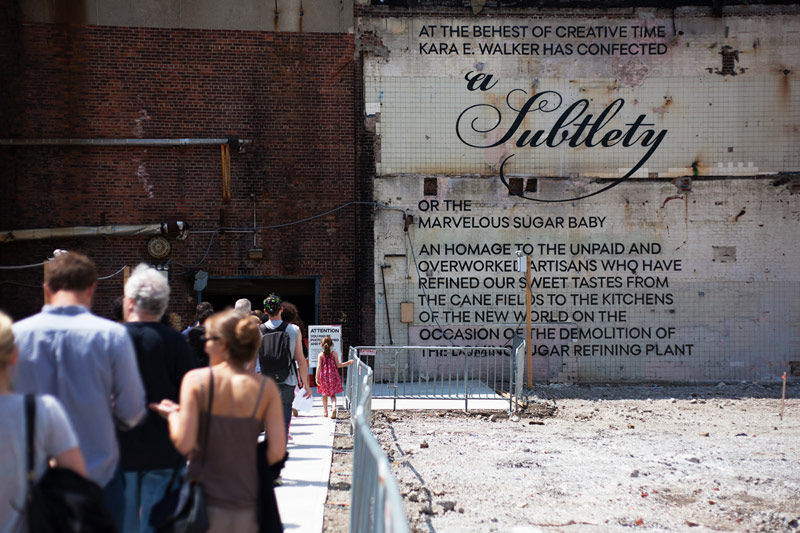 AT THE BEHEST OF CREATIVE TIME
KARA E. WALKER HAS CONFECTED
a
Subtlety
OR THE
MARVELOUS SUGAR BABY
AN HOMAGE TO THE UNPAID AND
OVERWORKED ARTISANS WHO HAVE
REFINED OUR SWEET TASTES FROM
THE CANE FIELDS TO THE KITCHENS
OF THE NEW WORLD ON THE
OCCASION OF THE DEMOLITION OF
THE DOMINO SUGAR REFINING PLANT
ATTENTION